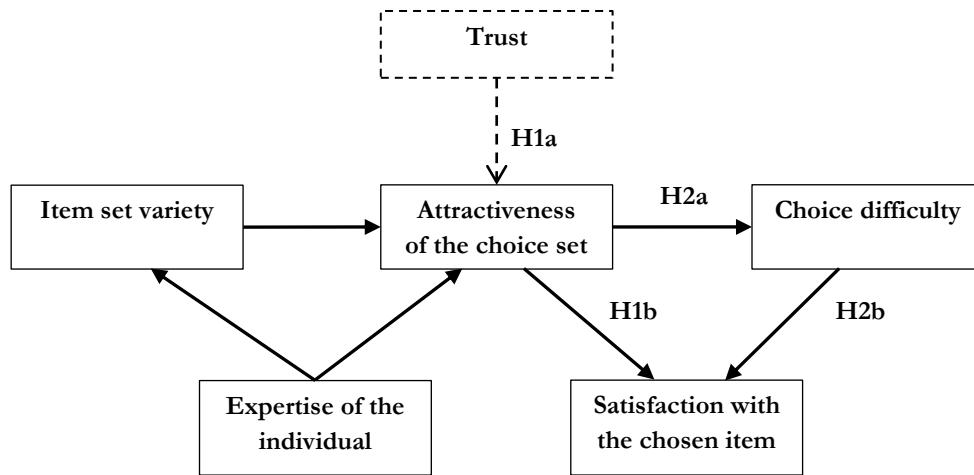 Trust
H1a
Item set variety
Attractiveness
of the choice set
H2a
Choice difficulty
H1b
H2b
Expertise of the
individual
Satisfaction with
the chosen item